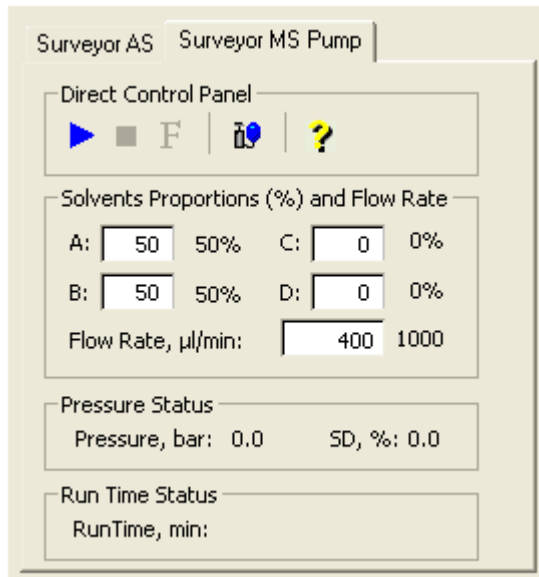 Surveyor AS Surveyor MS Pump
Direct Control Panel
F ?
Solvents Proportions (%) and Flow Rate
A: 50 50% C: 0 0%
B: 50 50% D: 0 0%
Flow Rate, µl/min: 400 1000
Pressure Status
Pressure, bar: 0.0 SD, %: 0.0
Run Time Status
RunTime, min: